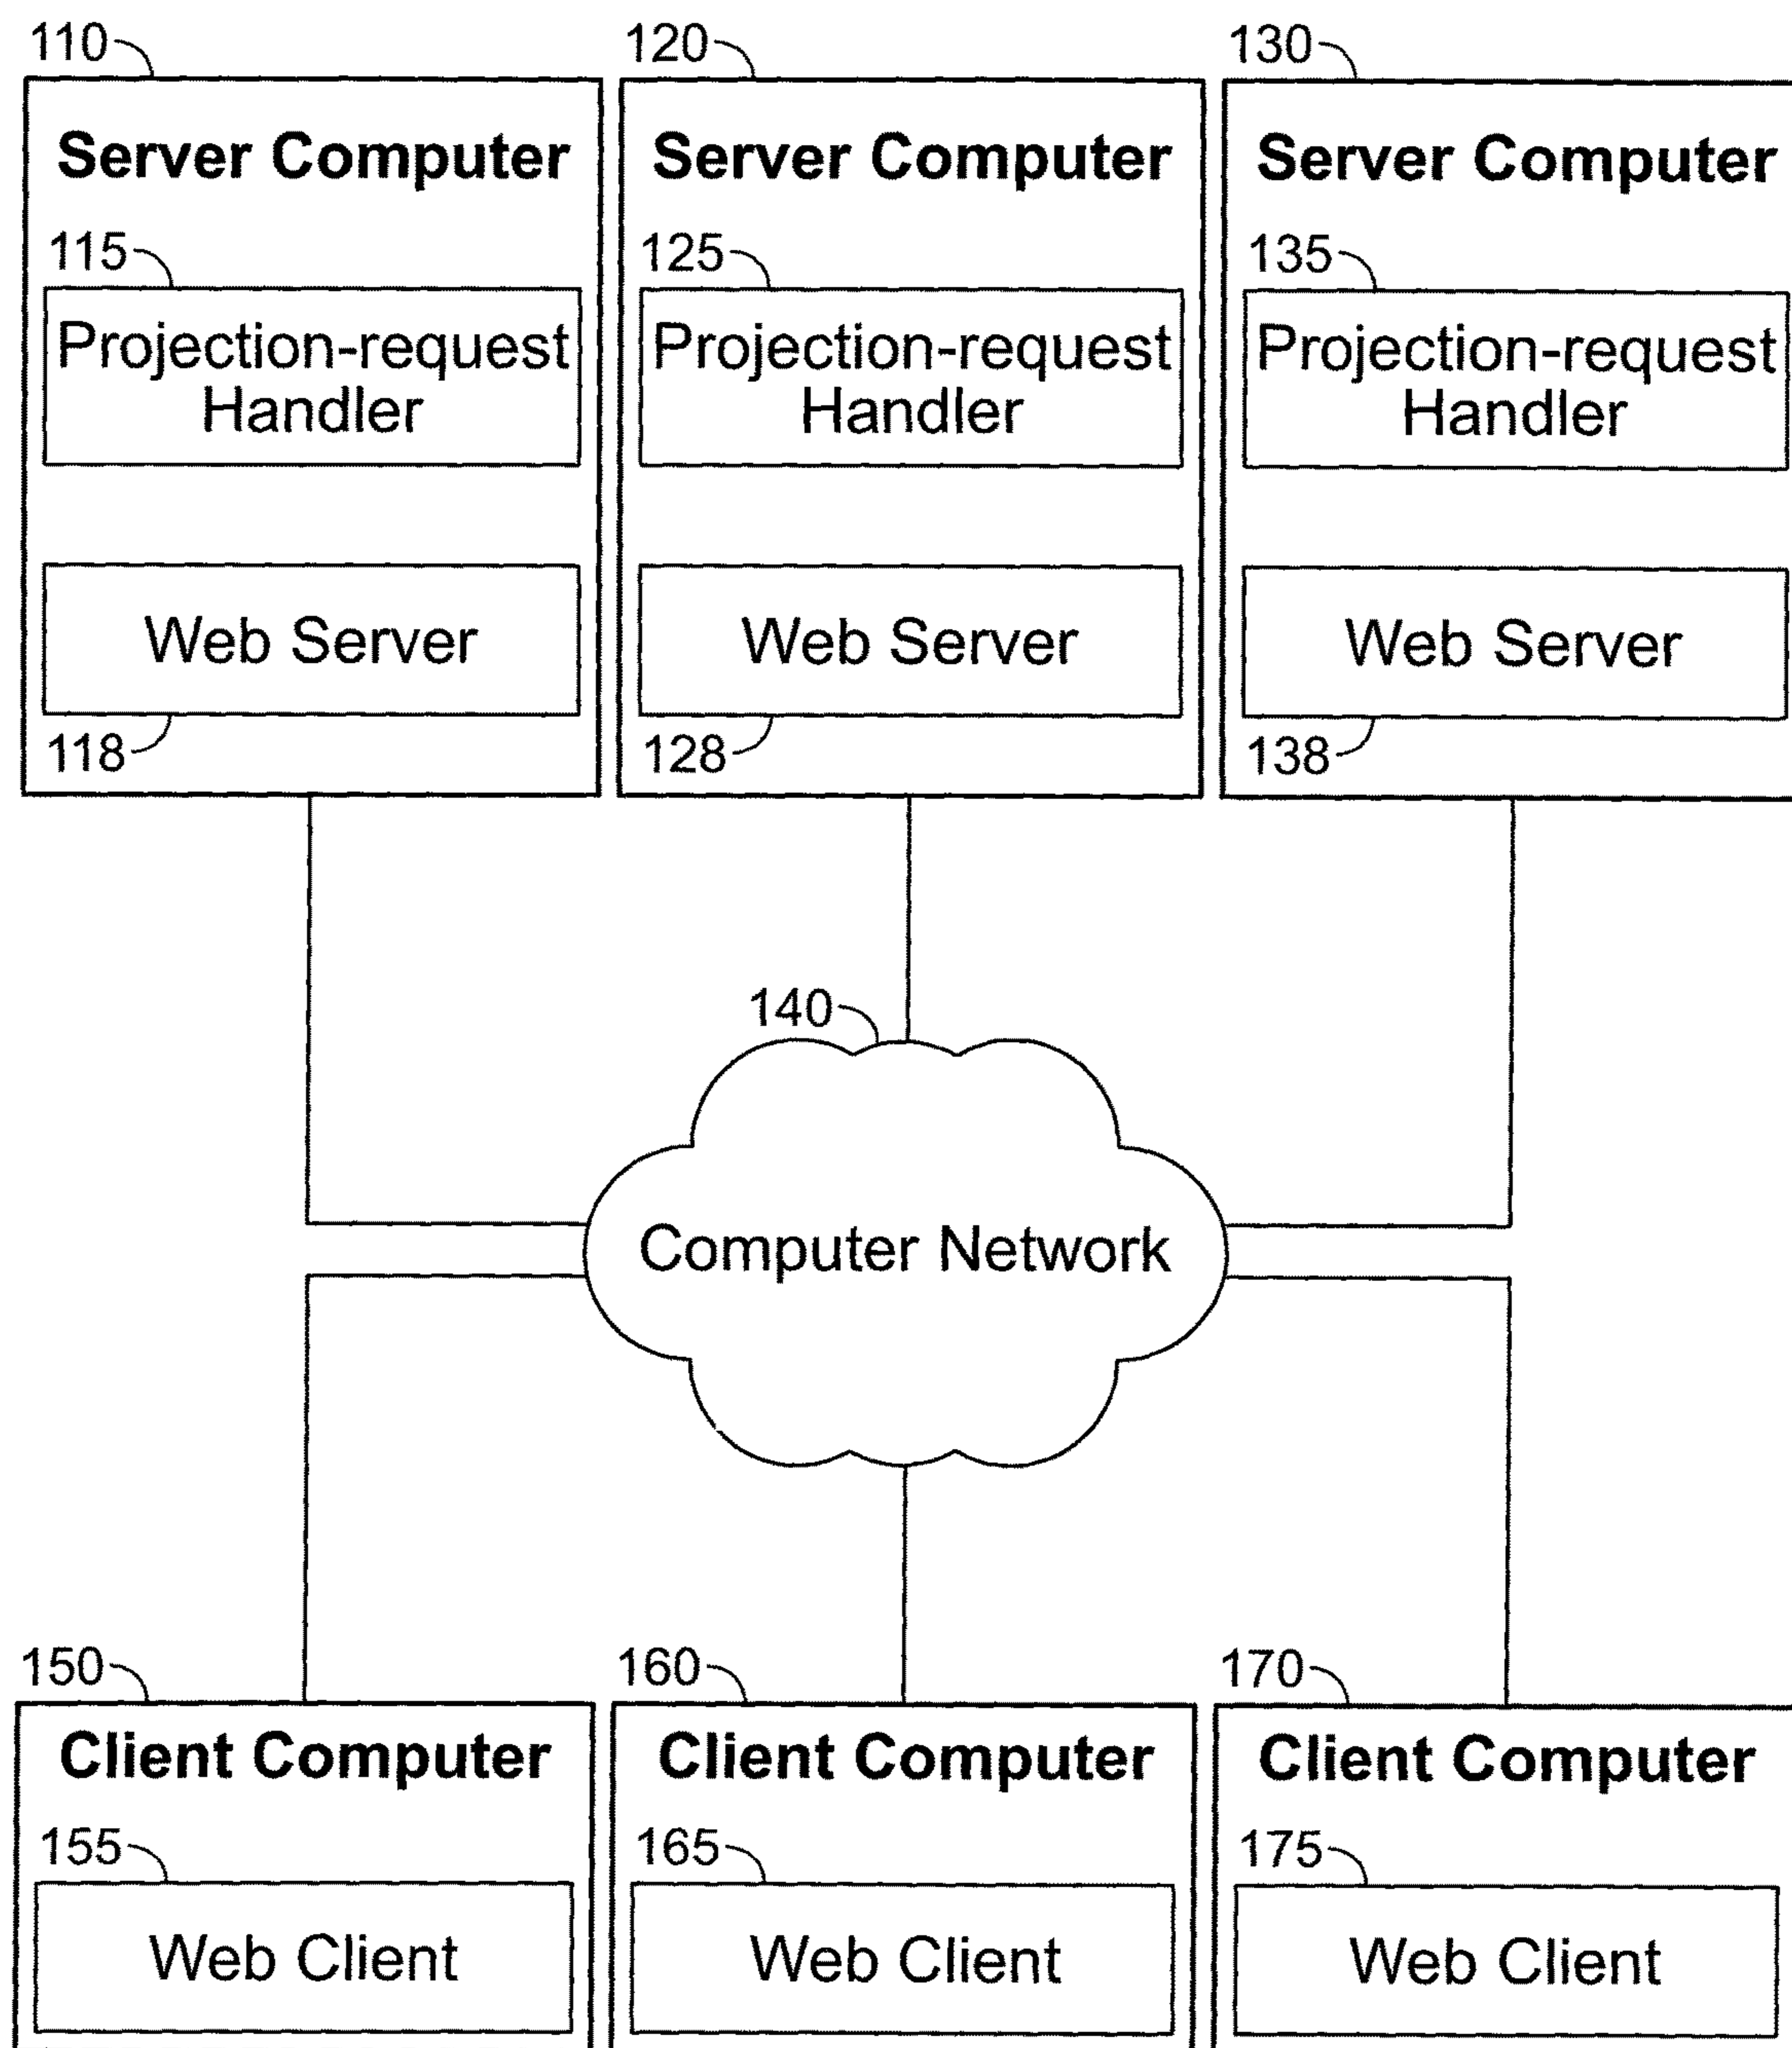 110
120
130
Server Computer
Server Computer
Server Computer
115
125
135
Projection-request
Handler
Projection-request
Handler
Projection-request
Handler
Web Server
Web Server
Web Server
118
128
138
140
Computer Network
150
160
170
Client Computer
Client Computer
Client Computer
155
165
175
Web Client
Web Client
Web Client